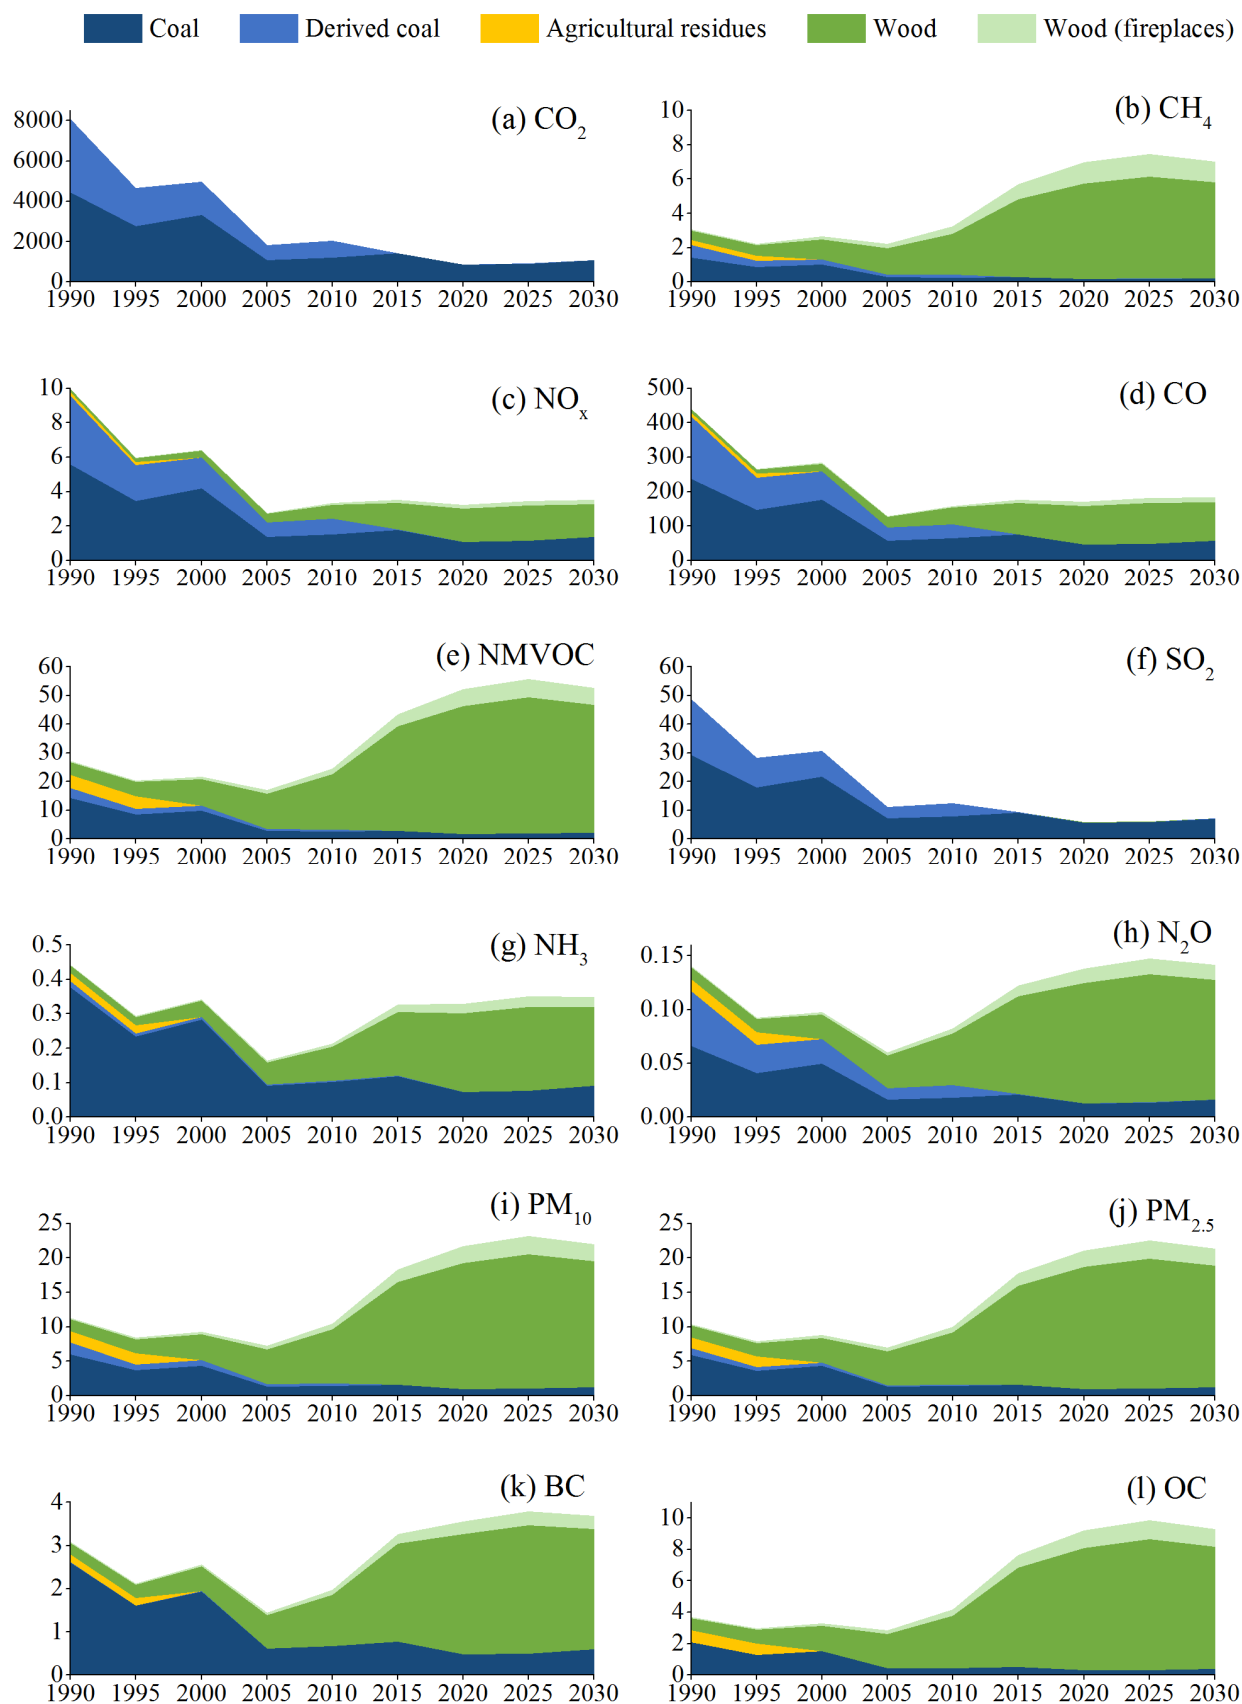 Coal Derived coal Agricultural residues Wood Wood (fireplaces)
(a) CO₂
8000
6000
4000
2000
0
1990 1995 2000 2005 2010 2015 2020 2025 2030
(b) CH₄
10
8
6
4
2
0
1990 1995 2000 2005 2010 2015 2020 2025 2030
(c) NOₓ
10
8
6
4
2
0
1990 1995 2000 2005 2010 2015 2020 2025 2030
(d) CO
500
400
300
200
100
0
1990 1995 2000 2005 2010 2015 2020 2025 2030
(e) NMVOC
60
50
40
30
20
10
0
1990 1995 2000 2005 2010 2015 2020 2025 2030
(f) SO₂
60
50
40
30
20
10
0
1990 1995 2000 2005 2010 2015 2020 2025 2030
(g) NH₃
0.5
0.4
0.3
0.2
0.1
0.0
1990 1995 2000 2005 2010 2015 2020 2025 2030
(h) N₂O
0.15
0.10
0.05
0.00
1990 1995 2000 2005 2010 2015 2020 2025 2030
(i) PM₁₀
25
20
15
10
5
0
1990 1995 2000 2005 2010 2015 2020 2025 2030
(j) PM₂.₅
25
20
15
10
5
0
1990 1995 2000 2005 2010 2015 2020 2025 2030
(k) BC
4
3
2
1
0
1990 1995 2000 2005 2010 2015 2020 2025 2030
(l) OC
10
8
6
4
2
0
1990 1995 2000 2005 2010 2015 2020 2025 2030